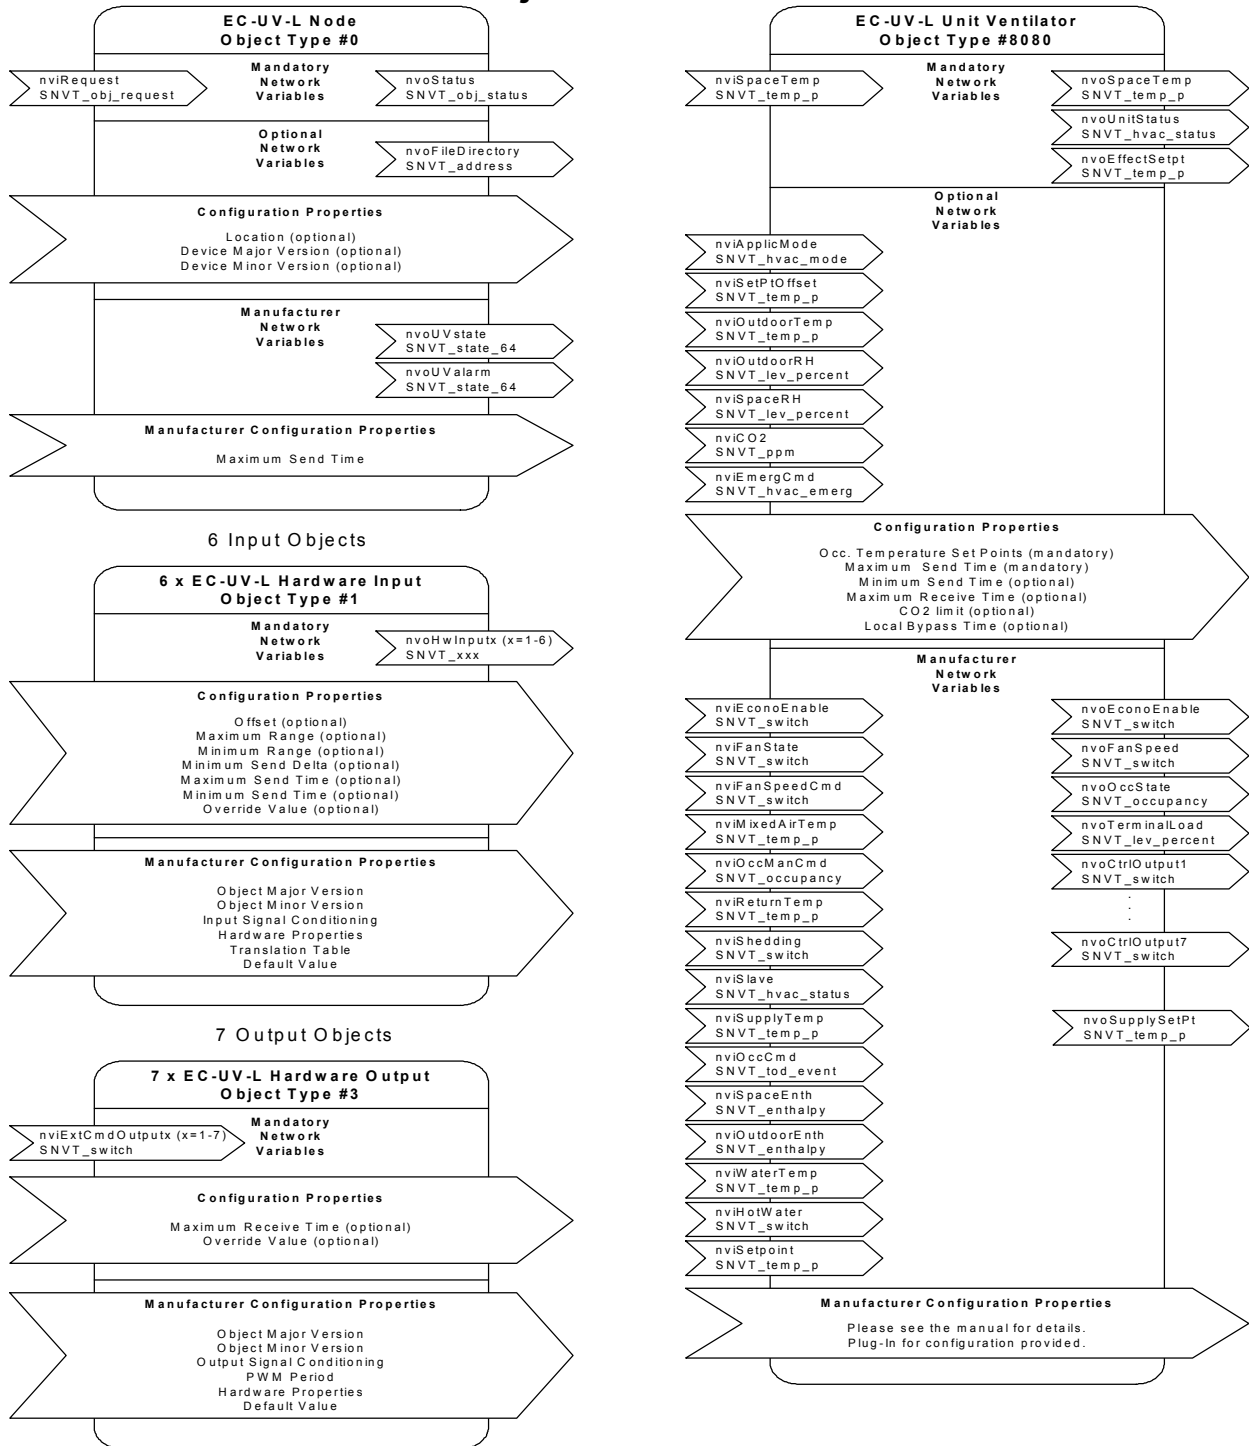 EC-UV-L Node
Object Type #0
Mandatory
Network
Variables
nviRequest
SNVT_obj_request
nvoStatus
SNVT_obj_status
Optional
Network
Variables
nvoFileDirectory
SNVT_address
Configuration Properties
Location (optional)
Device Major Version (optional)
Device Minor Version (optional)
Manufacturer
Network
Variables
nvoUVstate
SNVT_state_64
nvoUValarm
SNVT_state_64
Manufacturer Configuration Properties
Maximum Send Time
6 Input Objects
6 x EC-UV-L Hardware Input
Object Type #1
Mandatory
Network
Variables
nvoHwInputx (x=1-6)
SNVT_xxx
Configuration Properties
Offset (optional)
Maximum Range (optional)
Minimum Range (optional)
Minimum Send Delta (optional)
Maximum Send Time (optional)
Minimum Send Time (optional)
Override Value (optional)
Manufacturer Configuration Properties
Object Major Version
Object Minor Version
Input Signal Conditioning
Hardware Properties
Translation Table
Default Value
7 Output Objects
7 x EC-UV-L Hardware Output
Object Type #3
Mandatory
Network
Variables
nviExtCmdOutputx (x=1-7)
SNVT_switch
Configuration Properties
Maximum Receive Time (optional)
Override Value (optional)
Manufacturer Configuration Properties
Object Major Version
Object Minor Version
Output Signal Conditioning
PWM Period
Hardware Properties
Default Value
EC-UV-L Unit Ventilator
Object Type #8080
Mandatory
Network
Variables
nviSpaceTemp
SNVT_temp_p
nvoSpaceTemp
SNVT_temp_p
nvoUnitStatus
SNVT_hvac_status
nvoEffectSetpt
SNVT_temp_p
Optional
Network
Variables
nviApplicMode
SNVT_hvac_mode
nviSetPtOffset
SNVT_temp_p
nviOutdoorTemp
SNVT_temp_p
nviOutdoorRH
SNVT_lev_percent
nviSpaceRH
SNVT_lev_percent
nviCO2
SNVT_ppm
nviEmergCmd
SNVT_hvac_emerg
Configuration Properties
Occ. Temperature Set Points (mandatory)
Maximum Send Time (mandatory)
Minimum Send Time (optional)
Maximum Receive Time (optional)
CO2 limit (optional)
Local Bypass Time (optional)
Manufacturer
Network
Variables
nviEconoEnable
SNVT_switch
nviFanState
SNVT_switch
nviFanSpeedCmd
SNVT_switch
nviMixedAirTemp
SNVT_temp_p
nviOccManCmd
SNVT_occupancy
nviReturnTemp
SNVT_temp_p
nviShedding
SNVT_switch
nviSlave
SNVT_hvac_status
nviSupplyTemp
SNVT_temp_p
nviOccCmd
SNVT_tod_event
nviSpaceEnth
SNVT_enthalpy
nviOutdoorEnth
SNVT_enthalpy
nviWaterTemp
SNVT_temp_p
nviHotWater
SNVT_switch
nviSetpoint
SNVT_temp_p
nvoEconoEnable
SNVT_switch
nvoFanSpeed
SNVT_switch
nvoOccState
SNVT_occupancy
nvoTerminalLoad
SNVT_lev_percent
nvoCtrlOutput1
SNVT_switch
.
.
.
nvoCtrlOutput7
SNVT_switch
nvoSupplySetPt
SNVT_temp_p
Manufacturer Configuration Properties
Please see the manual for details.
Plug-In for configuration provided.